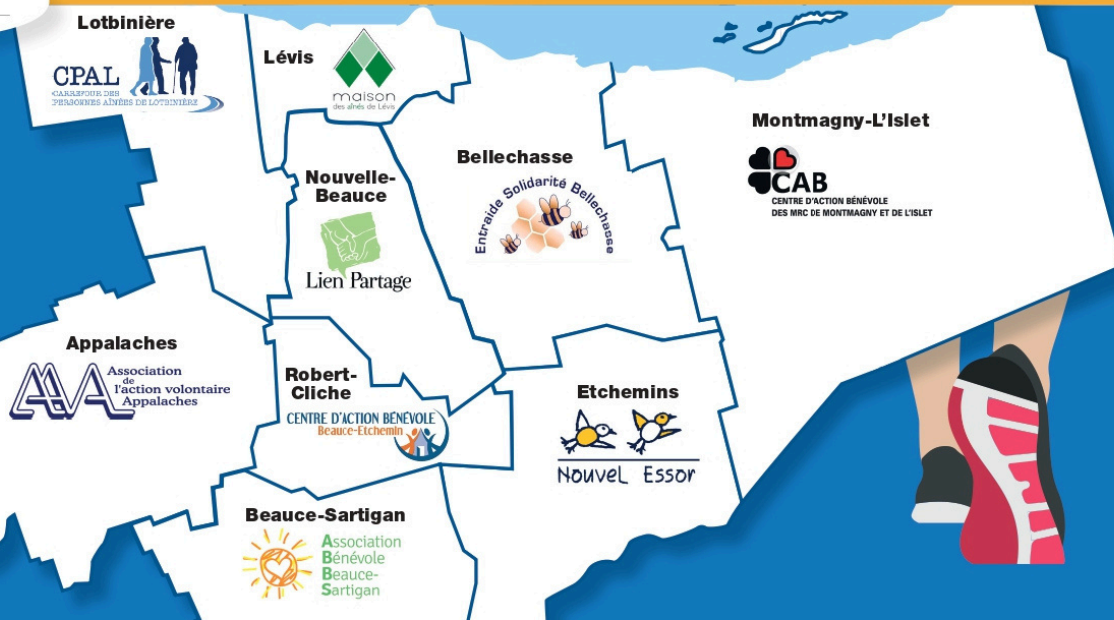 Lotbinière
CPAL
CARREFOUR DES
PERSONNES AÎNÉES DE LOTBINIÈRE
Lévis
maison
des aînés de Lévis
Montmagny-L'Islet
CAB
CENTRE D'ACTION BÉNÉVOLE
DES MRC DE MONTMAGNY ET DE L'ISLET
Bellechasse
Entraide Solidarité Bellechasse
Nouvelle-
Beauce
Lien Partage
Appalaches
AAVA
Association
de
l'action volontaire
Appalaches
Robert-
Cliche
CENTRE D'ACTION BÉNÉVOLE
Beauce-Etchemin
Etchemins
Nouvel Essor
Beauce-Sartigan
Association
Bénévole
Beauce-
Sartigan